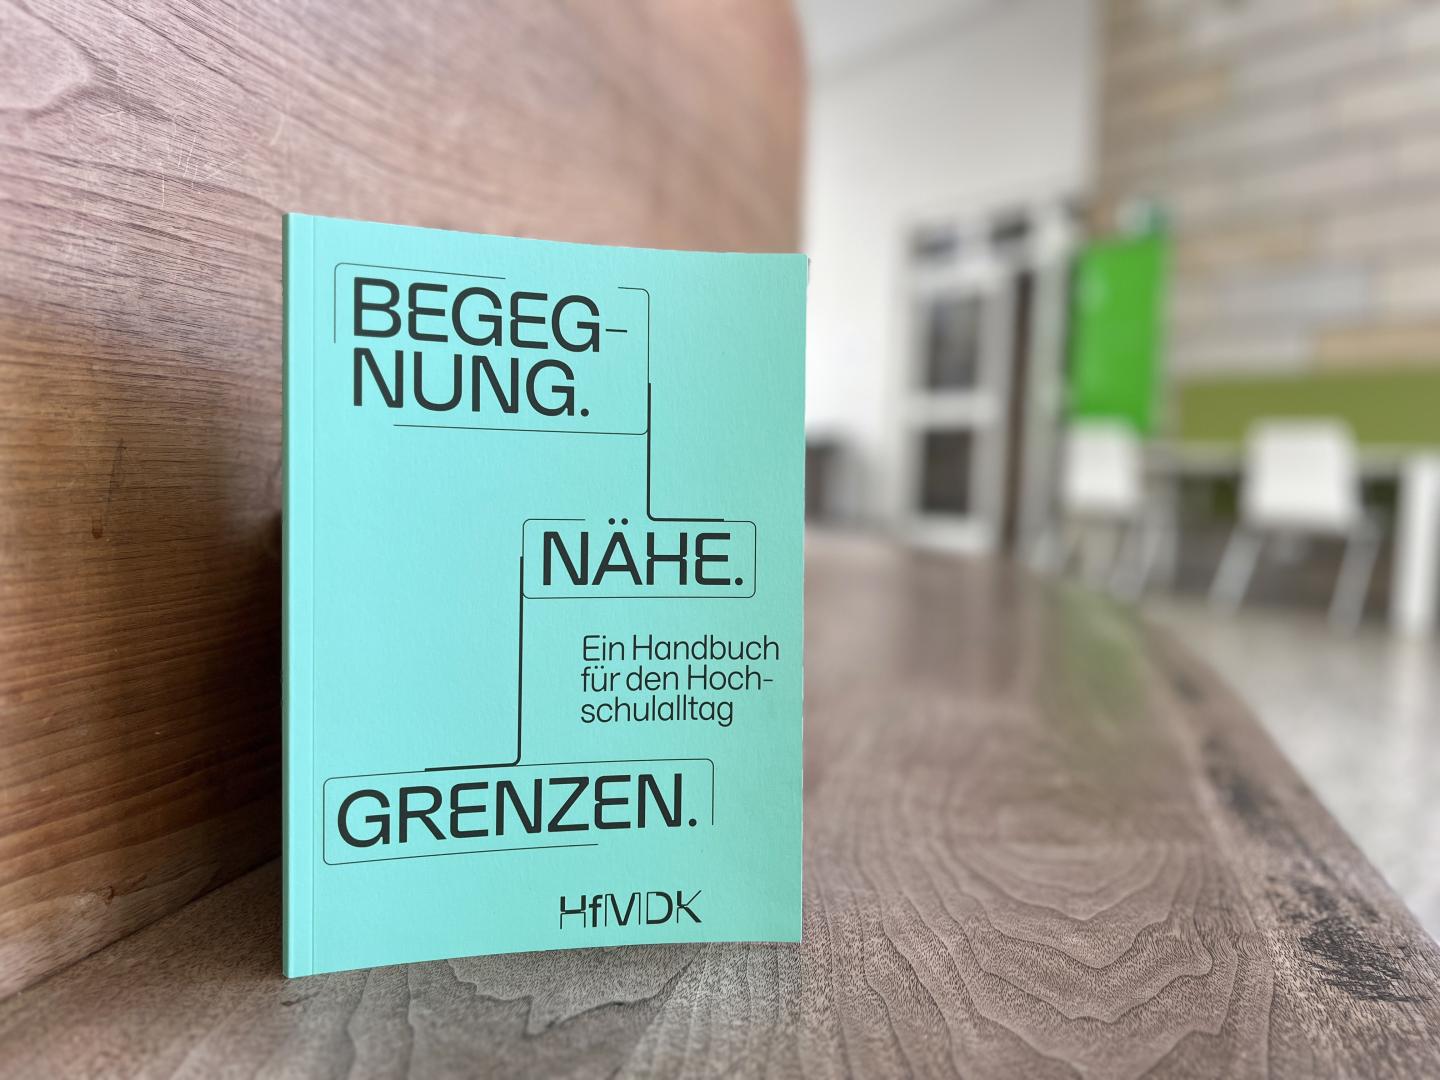 BEGEG-
NUNG.
NÄHE.
Ein Handbuch
für den Hoch-
schulalltag
GRENZEN.
HfMDK